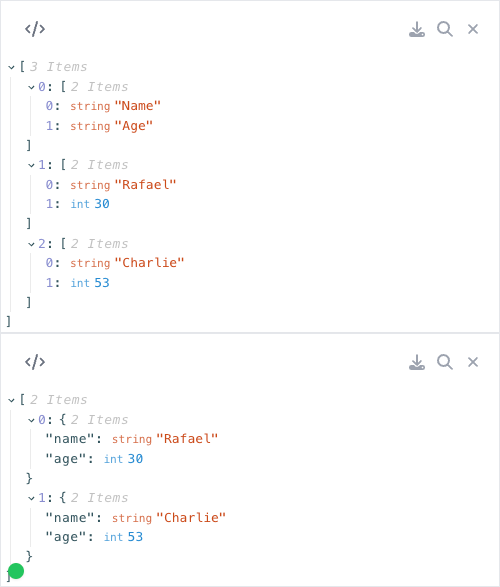 </>
[ 3 Items
0: [ 2 Items
0: string "Name"
1: string "Age"
]
1: [ 2 Items
0: string "Rafael"
1: int 30
]
2: [ 2 Items
0: string "Charlie"
1: int 53
]
]
</>
[ 2 Items
0: { 2 Items
"name": string "Rafael"
"age": int 30
}
1: { 2 Items
"name": string "Charlie"
"age": int 53
}
]